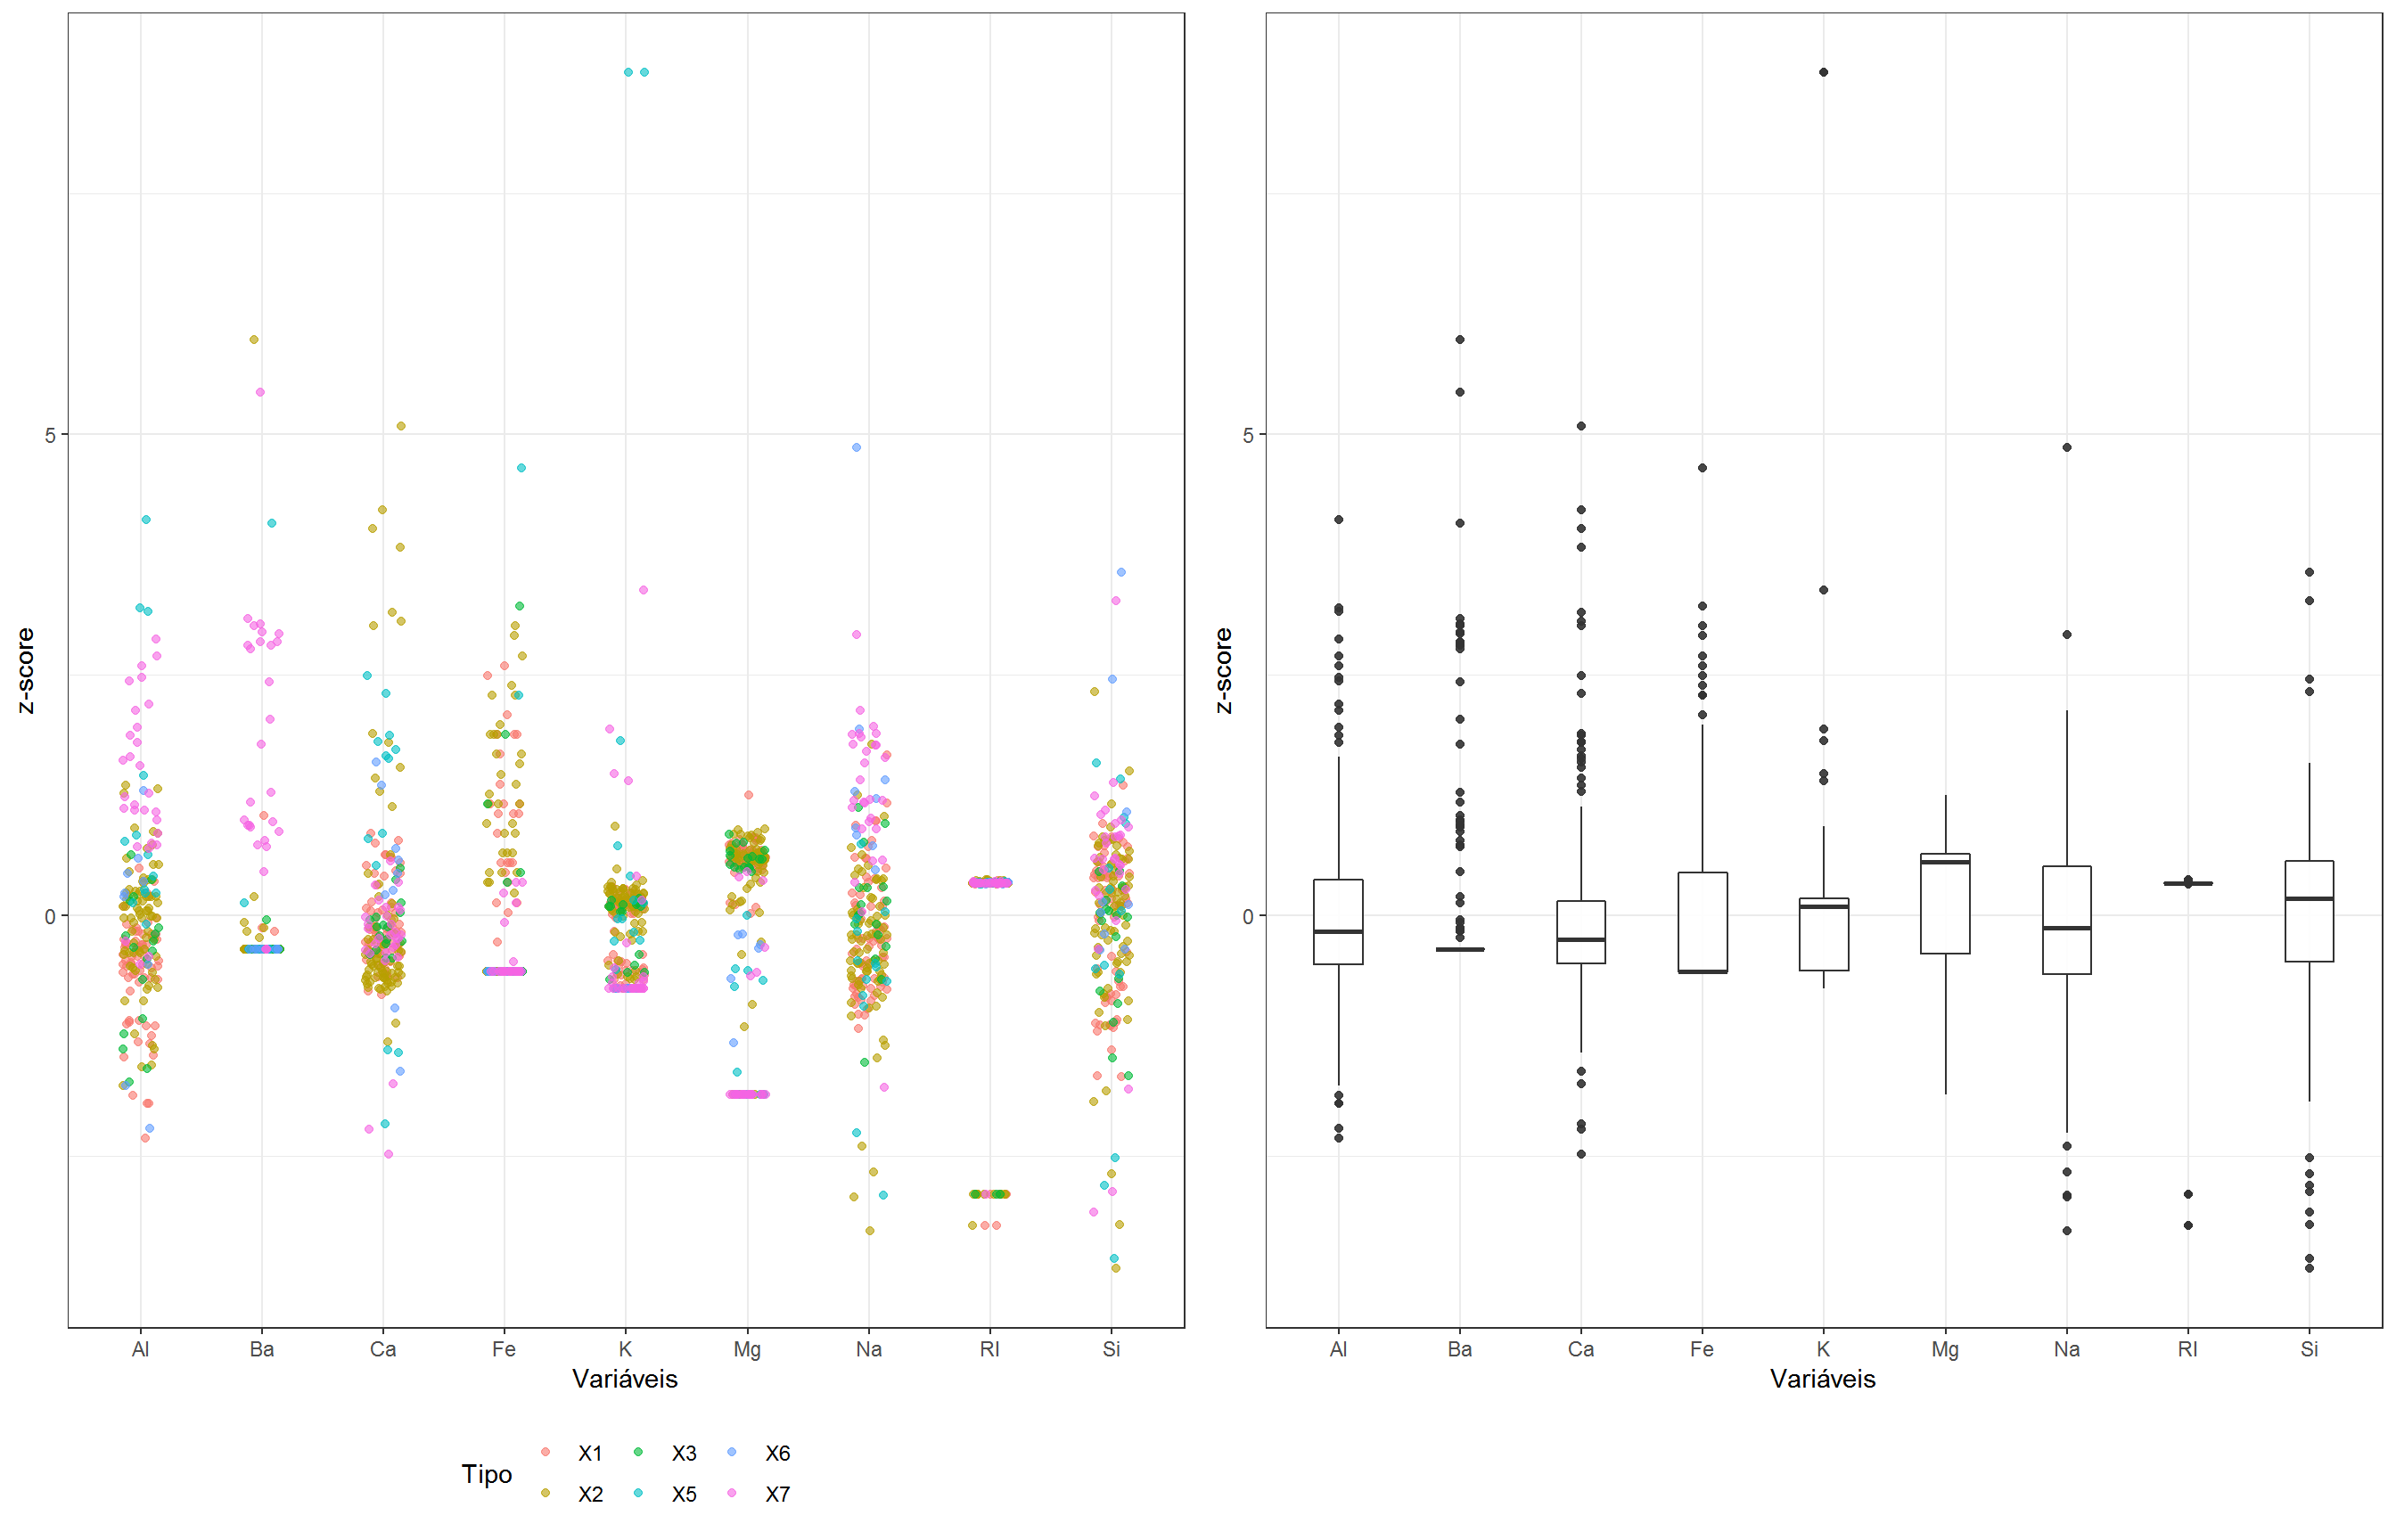 z-score
5
0
Al Ba Ca Fe K Mg Na RI Si
Variáveis
Tipo
X1 X3 X6
X2 X5 X7
z-score
5
0
Al Ba Ca Fe K Mg Na RI Si
Variáveis